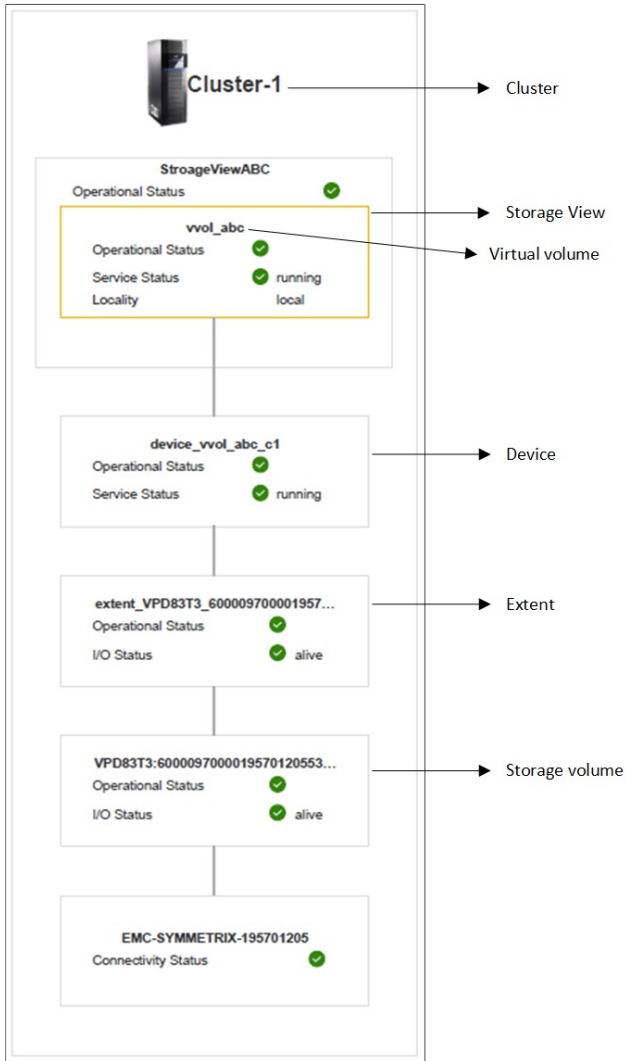 Cluster-1
Cluster
StroageViewABC
Operational Status
Storage View
vvol_abc
Virtual volume
Operational Status
Service Status running
Locality local
device_vvol_abc_c1
Device
Operational Status
Service Status running
extent_VPD83T3_600009700001957...
Extent
Operational Status
I/O Status alive
VPD83T3:6000097000019570120553...
Storage volume
Operational Status
I/O Status alive
EMC-SYMMETRIX-195701205
Connectivity Status